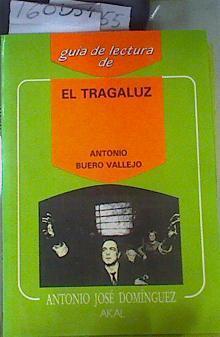 guía de lectura
de
EL TRAGALUZ
ANTONIO
BUERO VALLEJO
ANTONIO JOSÉ DOMÍNGUEZ
AKAL